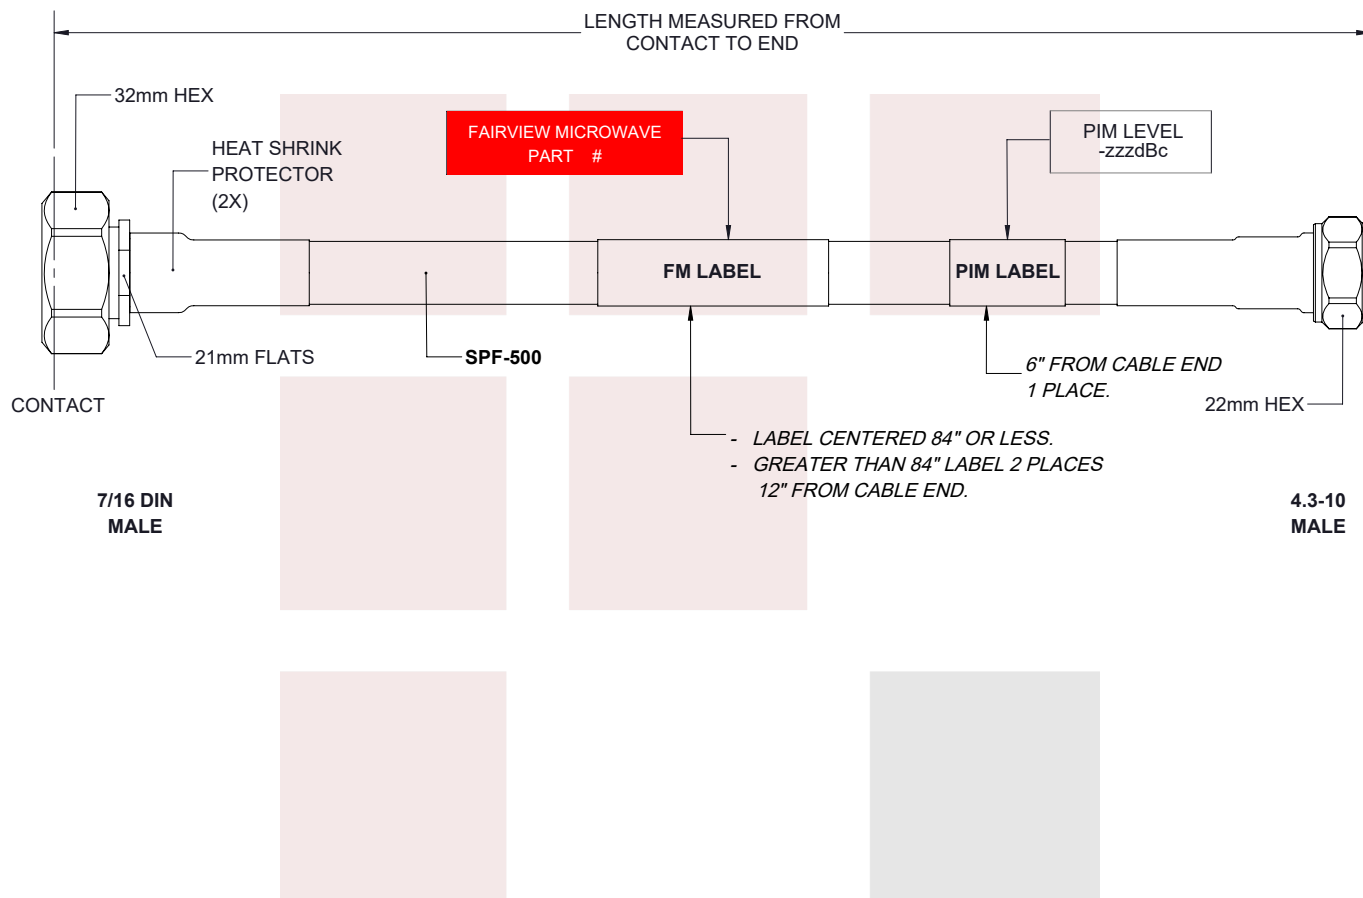 LENGTH MEASURED FROM
CONTACT TO END
32mm HEX
HEAT SHRINK
PROTECTOR
(2X)
FAIRVIEW MICROWAVE
PART #
PIM LEVEL
-zzzdBc
FM LABEL
PIM LABEL
21mm FLATS
SPF-500
6" FROM CABLE END
1 PLACE.
CONTACT
22mm HEX
- LABEL CENTERED 84" OR LESS.
- GREATER THAN 84" LABEL 2 PLACES
12" FROM CABLE END.
7/16 DIN
MALE
4.3-10
MALE